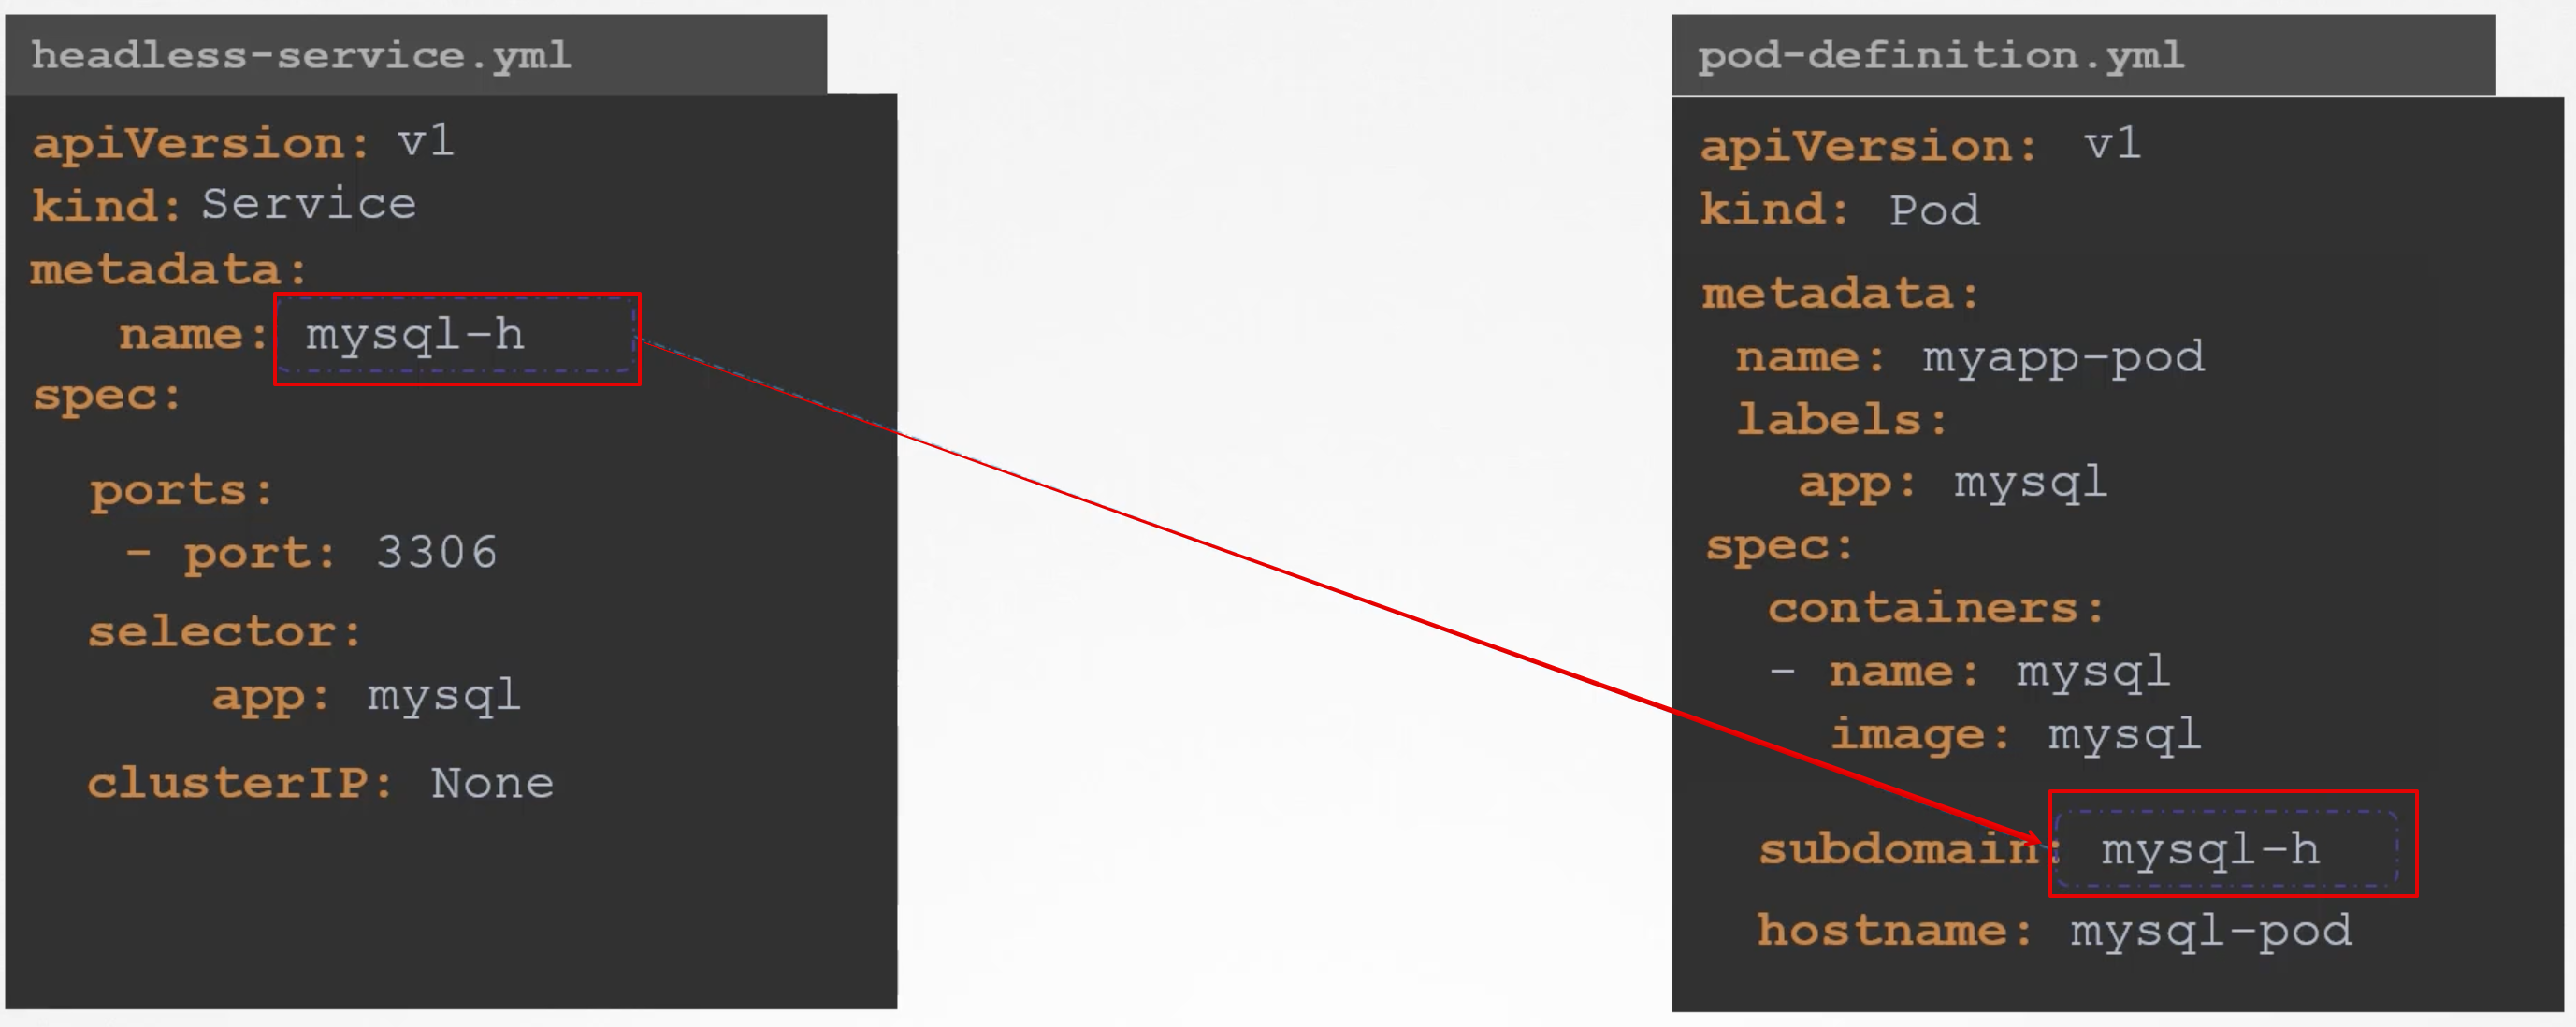 headless-service.yml
apiVersion: v1
kind: Service
metadata:
name: mysql-h
spec:
ports:
- port: 3306
selector:
app: mysql
clusterIP: None
pod-definition.yml
apiVersion: v1
kind: Pod
metadata:
name: myapp-pod
labels:
app: mysql
spec:
containers:
- name: mysql
image: mysql
subdomain: mysql-h
hostname: mysql-pod